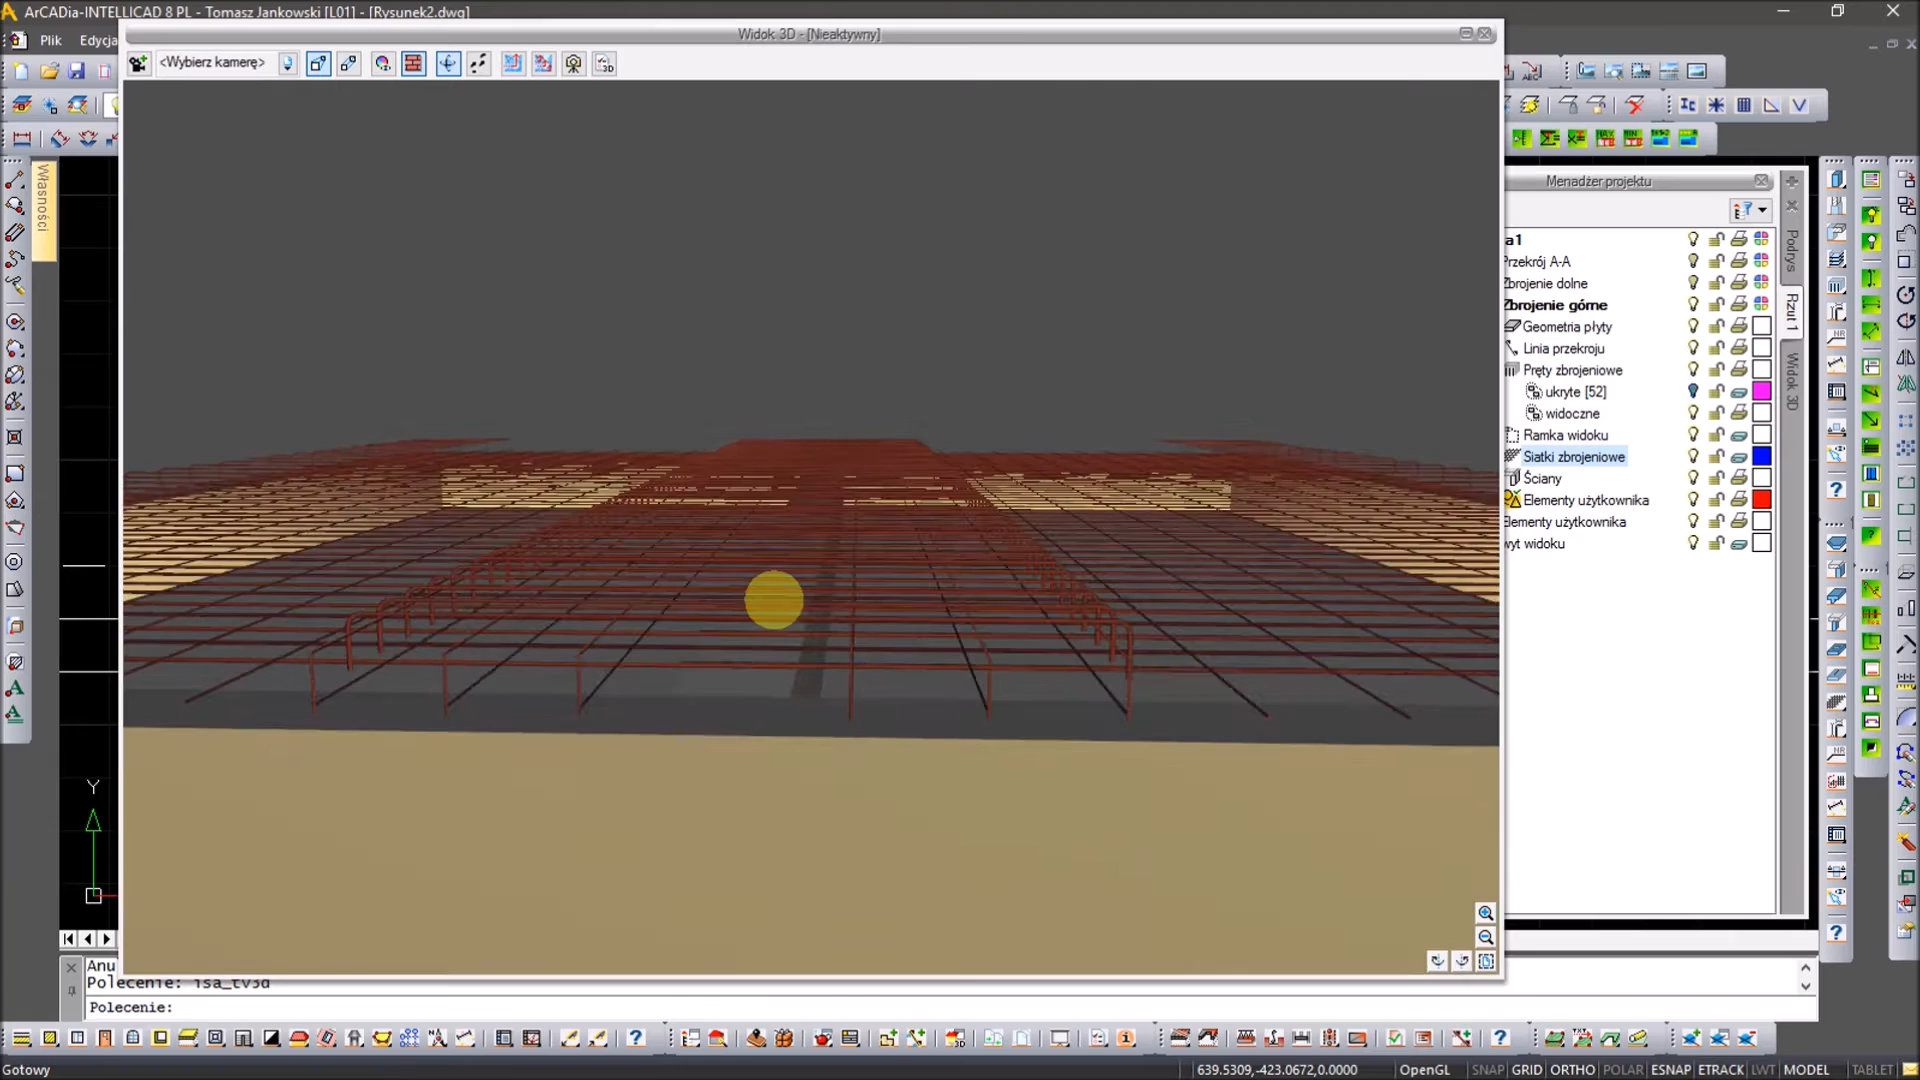 ArCADia-INTELLICAD 8 PL - Tomasz Jankowski [L01] - [Rysunek2.dwg]
Widok 3D - [Nieaktywny]
Plik
Edycja
<Wybierz kamerę>
Własności
Menadżer projektu
a1
Przekrój A-A
Zbrojenie dolne
Zbrojenie górne
Geometria płyty
Linia przekroju
Pręty zbrojeniowe
ukryte [52]
widoczne
Ramka widoku
Siatki zbrojeniowe
Ściany
Elementy użytkownika
Elementy użytkownika
wyt widoku
Podrys
Rzut 1
Widok 3D
Y
Anu
Polecenie: isa_tv3d
Polecenie:
Gotowy
639.5309,-423.0672,0.0000
OpenGL
SNAP
GRID
ORTHO
POLAR
ESNAP
ETRACK
LWT
MODEL
TABLET